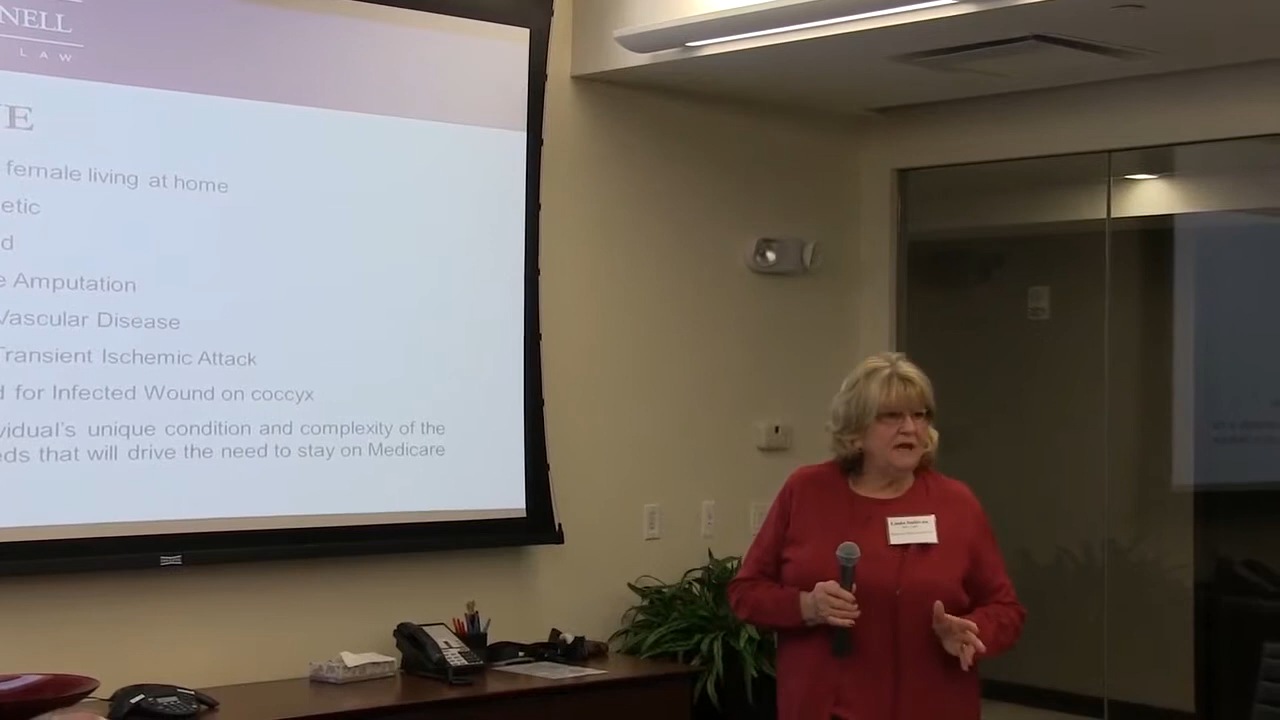 NELL
LAW
E
female living at home
etic
d
e Amputation
Vascular Disease
Transient Ischemic Attack
d for Infected Wound on coccyx
vidual's unique condition and complexity of the
eds that will drive the need to stay on Medicare